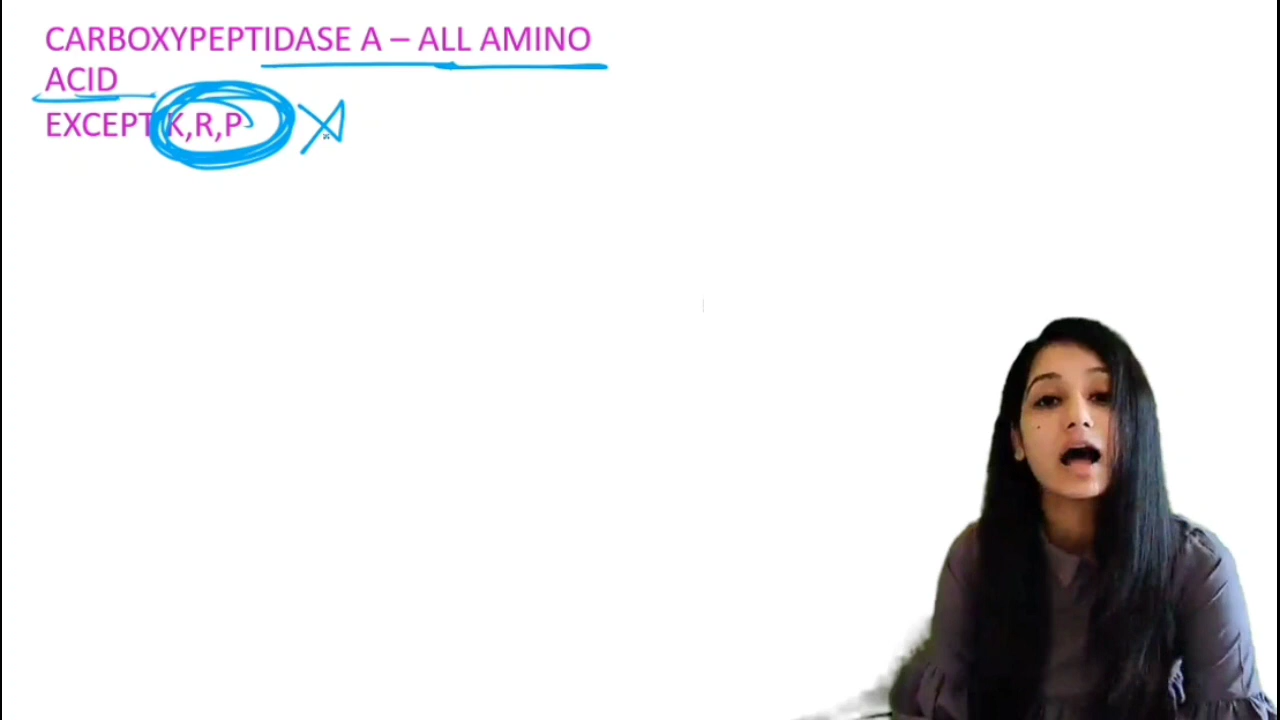 CARBOXYPEPTIDASE A – ALL AMINO
ACID
EXCEPT K,R,P